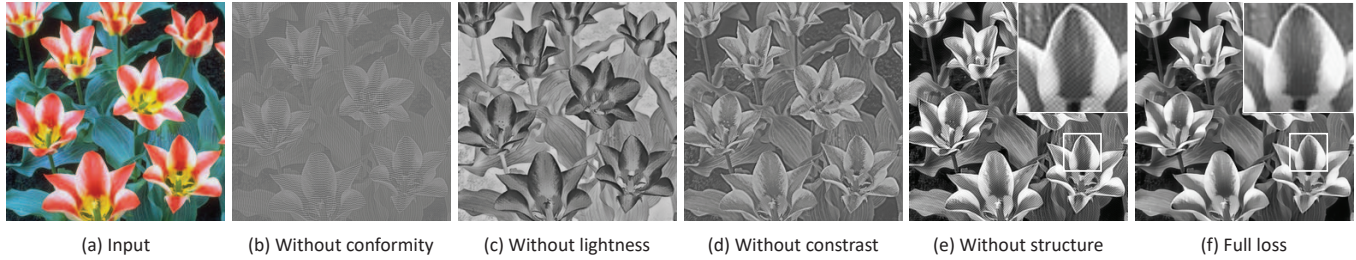 (a) Input
(b) Without conformity
(c) Without lightness
(d) Without constrast
(e) Without structure
(f) Full loss